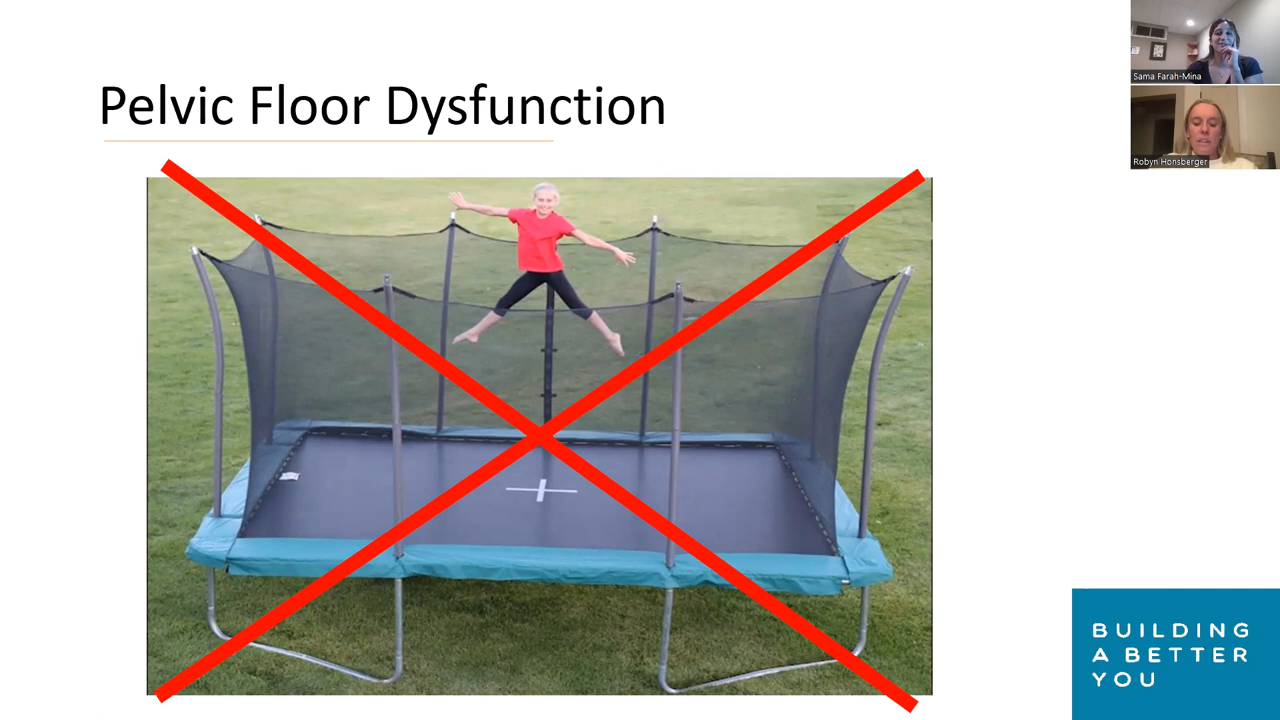 Pelvic Floor Dysfunction
Sama Farah-Mina
Robyn Honsberger
BUILDING
A BETTER
YOU